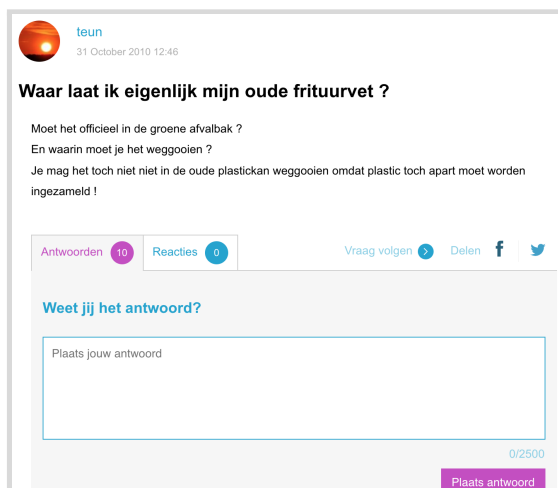 teun
31 October 2010 12:46
Waar laat ik eigenlijk mijn oude frituurvet ?
Moet het officieel in de groene afvalbak ?
En waarin moet je het weggooien ?
Je mag het toch niet niet in de oude plastickan weggooien omdat plastic toch apart moet worden
ingezameld !
Antwoorden 10 Reacties 0 Vraag volgen Delen
Weet jij het antwoord?
Plaats jouw antwoord
0/2500
Plaats antwoord